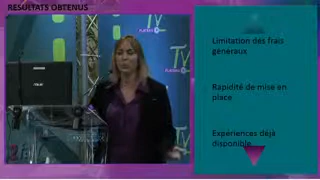 RESULTATS OBTENUS
Limitation des frais
généraux
Rapidité de mise en
place
Expériences déjà
disponible